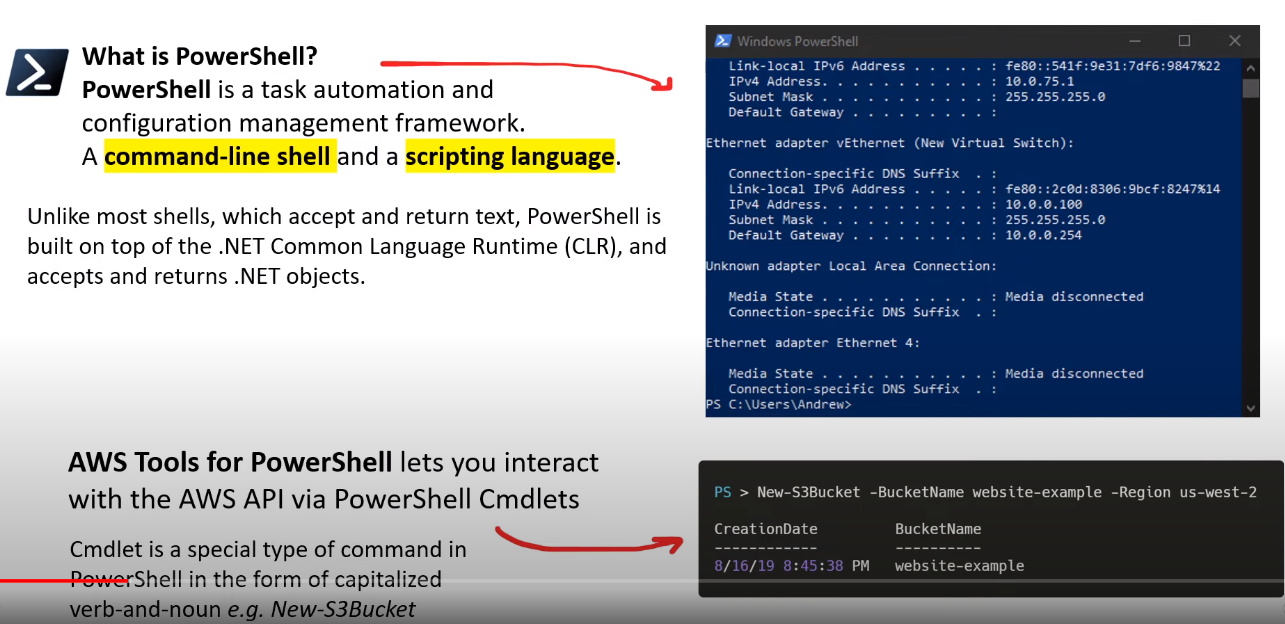 What is PowerShell?
PowerShell is a task automation and
configuration management framework.
A command-line shell and a scripting language.
Unlike most shells, which accept and return text, PowerShell is
built on top of the .NET Common Language Runtime (CLR), and
accepts and returns .NET objects.
Windows PowerShell
Link-local IPv6 Address . . . . . : fe80::541f:9e31:7df6:9847%22
IPv4 Address. . . . . . . . . . . : 10.0.75.1
Subnet Mask . . . . . . . . . . . : 255.255.255.0
Default Gateway . . . . . . . . . :
Ethernet adapter vEthernet (New Virtual Switch):
Connection-specific DNS Suffix  . :
Link-local IPv6 Address . . . . . : fe80::2c0d:8306:9bcf:8247%14
IPv4 Address. . . . . . . . . . . : 10.0.0.100
Subnet Mask . . . . . . . . . . . : 255.255.255.0
Default Gateway . . . . . . . . . : 10.0.0.254
Unknown adapter Local Area Connection:
Media State . . . . . . . . . . . : Media disconnected
Connection-specific DNS Suffix  . :
Ethernet adapter Ethernet 4:
Media State . . . . . . . . . . . : Media disconnected
Connection-specific DNS Suffix  . :
PS C:\Users\Andrew>
AWS Tools for PowerShell lets you interact
with the AWS API via PowerShell Cmdlets
Cmdlet is a special type of command in
PowerShell in the form of capitalized
verb-and-noun e.g. New-S3Bucket
PS > New-S3Bucket -BucketName website-example -Region us-west-2
CreationDate BucketName
------------ ----------
8/16/19 8:45:38 PM website-example